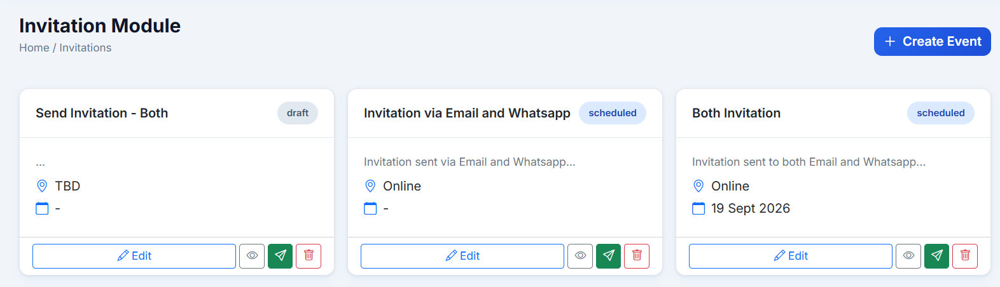 Invitation Module
Home / Invitations
+ Create Event
Send Invitation - Both
draft
...
TBD
-
Edit
Invitation via Email and Whatsapp
scheduled
Invitation sent via Email and Whatsapp...
Online
-
Edit
Both Invitation
scheduled
Invitation sent to both Email and Whatsapp...
Online
19 Sept 2026
Edit